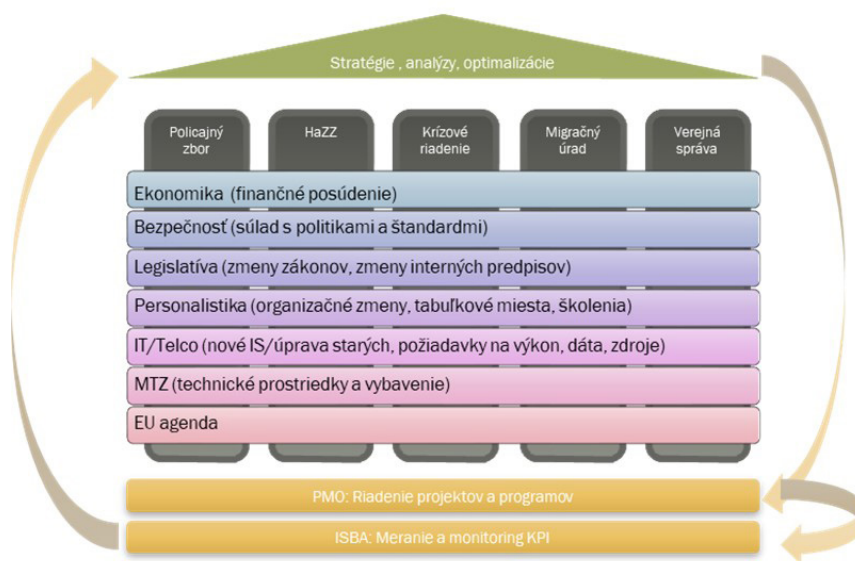 Stratégie , analýzy, optimalizácie
Policajný
zbor
HaZZ
Krízové
riadenie
Migračný
úrad
Verejná
správa
Ekonomika (finančné posúdenie)
Bezpečnosť (súlad s politikami a štandardmi)
Legislatíva (zmeny zákonov, zmeny interných predpisov)
Personalistika (organizačné zmeny, tabuľkové miesta, školenia)
IT/Telco (nové IS/úprava starých, požiadavky na výkon, dáta, zdroje)
MTZ (technické prostriedky a vybavenie)
EU agenda
PMO: Riadenie projektov a programov
ISBA: Meranie a monitoring KPI